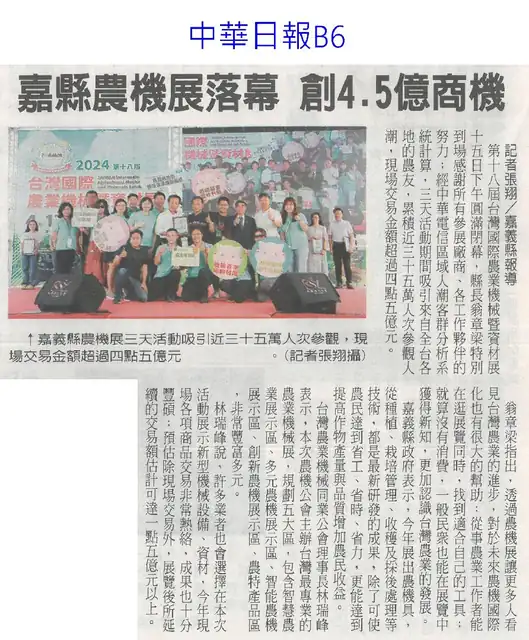 中華日報B6
嘉縣農機展落幕 創4.5億商機
2024 第十八屆
台灣國際
農業機械
↑嘉義縣農機展三天活動吸引近三十五萬人次參觀，現
場交易金額超過四點五億元。（記者張翔攝）
記者張翔／嘉義縣報導
第十八屆台灣國際農業機械暨資材展
十五日下午圓滿閉幕，縣長翁章梁特別
到場感謝所有參展廠商、各工作夥伴的
努力；經中華電信區域人潮客群分析系
統計算，三天活動期間吸引來自全台各
地的農友，累積近三十五萬人次參觀人
潮，現場交易金額超過四點五億元。
翁章梁指出，透過農機展讓更多人看
見台灣農業的進步，對於未來農機國際
化也有很大的幫助；從事農業工作者能
在逛展覽同時，找到適合自己的工具；
就算沒有消費，一般民眾也能在展覽中
獲得新知，更加認識台灣農業的發展。
嘉義縣政府表示，今年展出農機具，
從種植、栽培管理、收穫及採後處理等
技術，都是最新研發的成果，除了可使
農民達到省工、省時、省力，更能達到
提高作物產量與品質增加農民收益。
台灣農業機械同業公會理事長林瑞峰
表示，本次農機公會主辦台灣最專業的
農業機械展，規劃五大區，包含智慧農
業展示區、多元農機展示區、智能農機
展示區、創新農機展示區、農特產品區
，非常豐富多元。
林瑞峰說，許多業者也會選擇在本次
活動展示新型機械設備、資材，今年現
場各項商品交易非常熱絡，成果也十分
豐碩；預估除現場交易外，展覽後所延
續的交易額估計可達一點五億元以上。